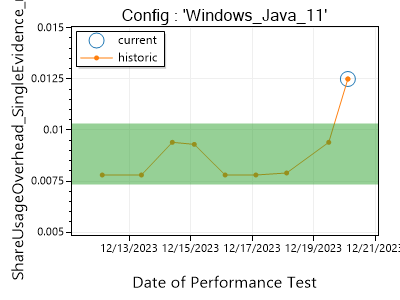 Config : 'Windows_Java_11'
current
historic
0.015
0.0125
0.01
0.0075
0.005
ShareUsageOverhead_SingleEvidence_
12/13/2023
12/15/2023
12/17/2023
12/19/2023
12/21/2023
Date of Performance Test